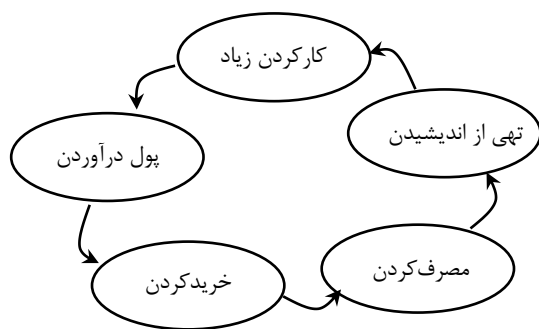 کارکردن زیاد
تهی از اندیشیدن
پول درآوردن
مصرف‌کردن
خریدکردن